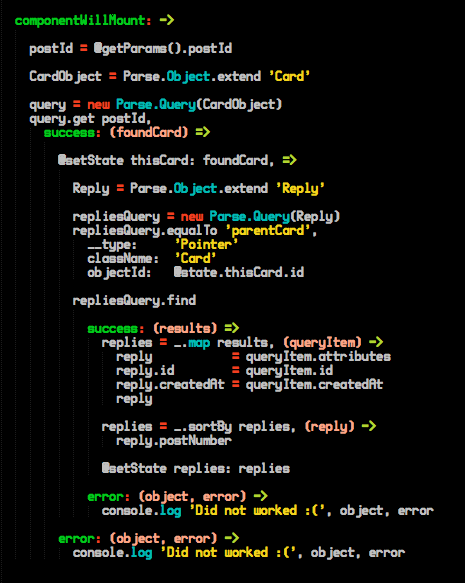 componentWillMount: ->
postId = @getParams().postId
CardObject = Parse.Object.extend 'Card'
query = new Parse.Query(CardObject)
query.get postId,
success: (foundCard) =>
@setState thisCard: foundCard, =>
Reply = Parse.Object.extend 'Reply'
repliesQuery = new Parse.Query(Reply)
repliesQuery.equalTo 'parentCard',
__type: 'Pointer'
className: 'Card'
objectId: @state.thisCard.id
repliesQuery.find
success: (results) =>
replies = _.map results, (queryItem) ->
reply = queryItem.attributes
reply.id = queryItem.id
reply.createdAt = queryItem.createdAt
reply
replies = _.sortBy replies, (reply) ->
reply.postNumber
@setState replies: replies
error: (object, error) ->
console.log 'Did not worked :(', object, error
error: (object, error) ->
console.log 'Did not worked :(', object, error